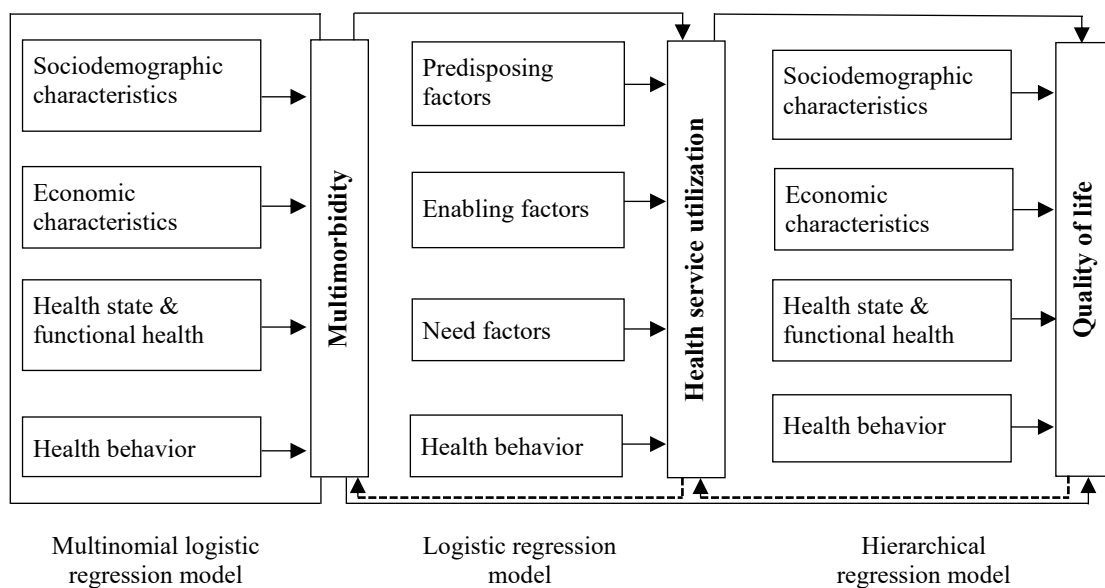 Sociodemographic
characteristics
Economic
characteristics
Health state &
functional health
Health behavior
Multimorbidity
Predisposing
factors
Enabling factors
Need factors
Health behavior
Health service utilization
Sociodemographic
characteristics
Economic
characteristics
Health state &
functional health
Health behavior
Quality of life
Multinomial logistic
regression model
Logistic regression
model
Hierarchical
regression model